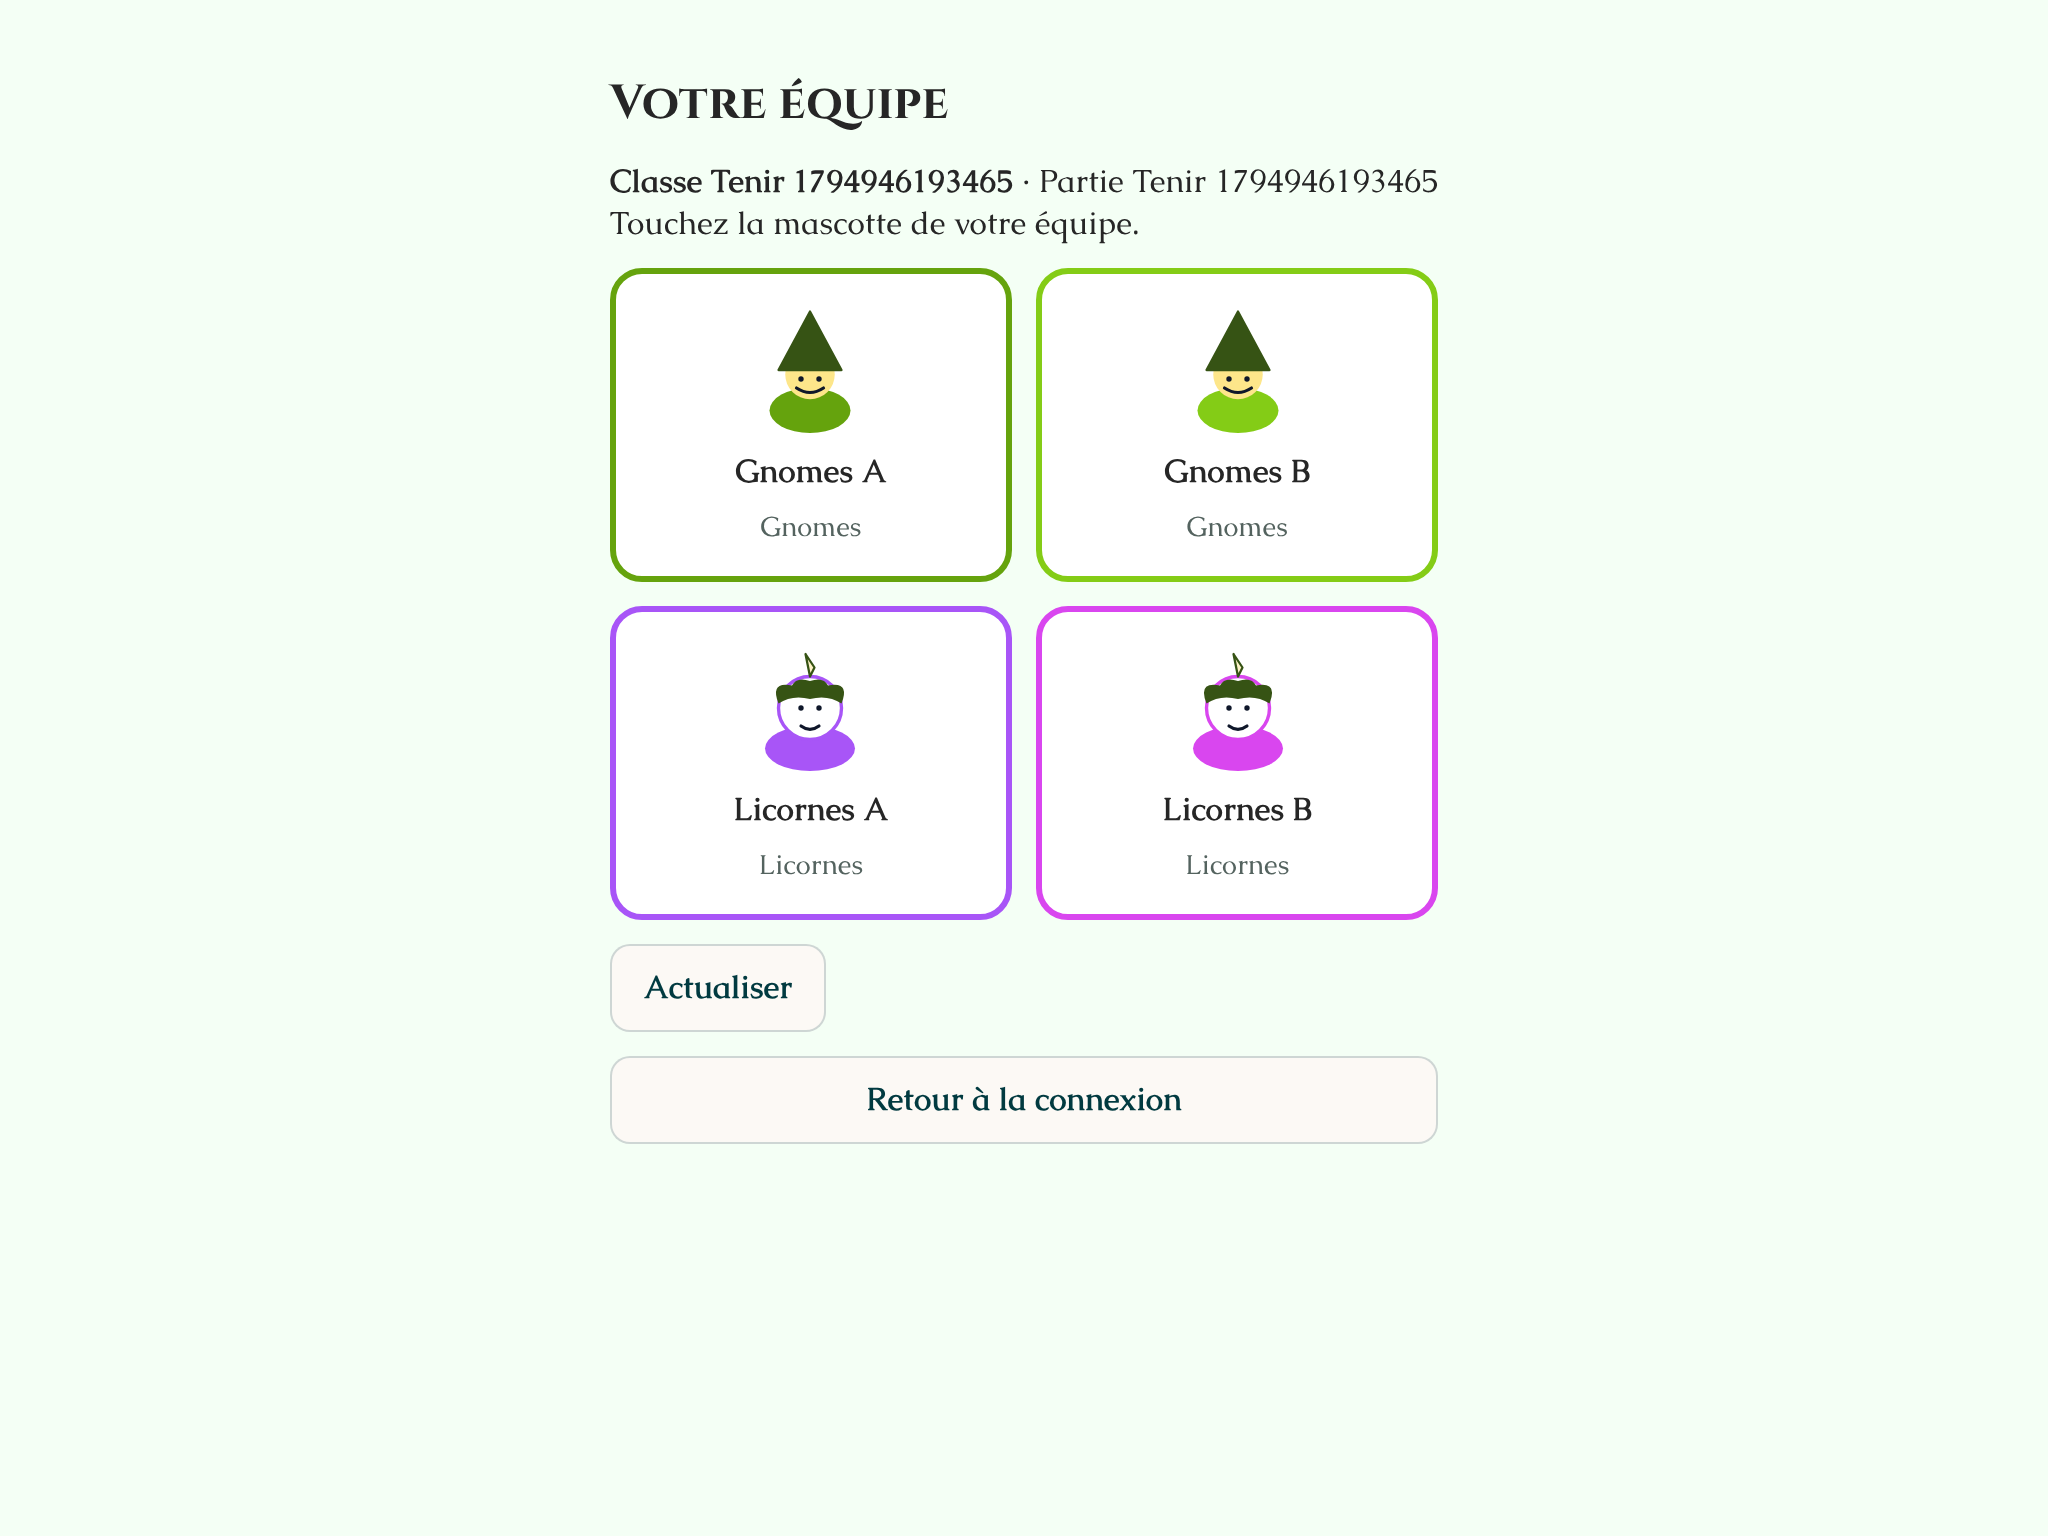 Votre équipe
Classe Tenir 1794946193465 · Partie Tenir 1794946193465
Touchez la mascotte de votre équipe.
Gnomes A
Gnomes
Gnomes B
Gnomes
Licornes A
Licornes
Licornes B
Licornes
Actualiser
Retour à la connexion